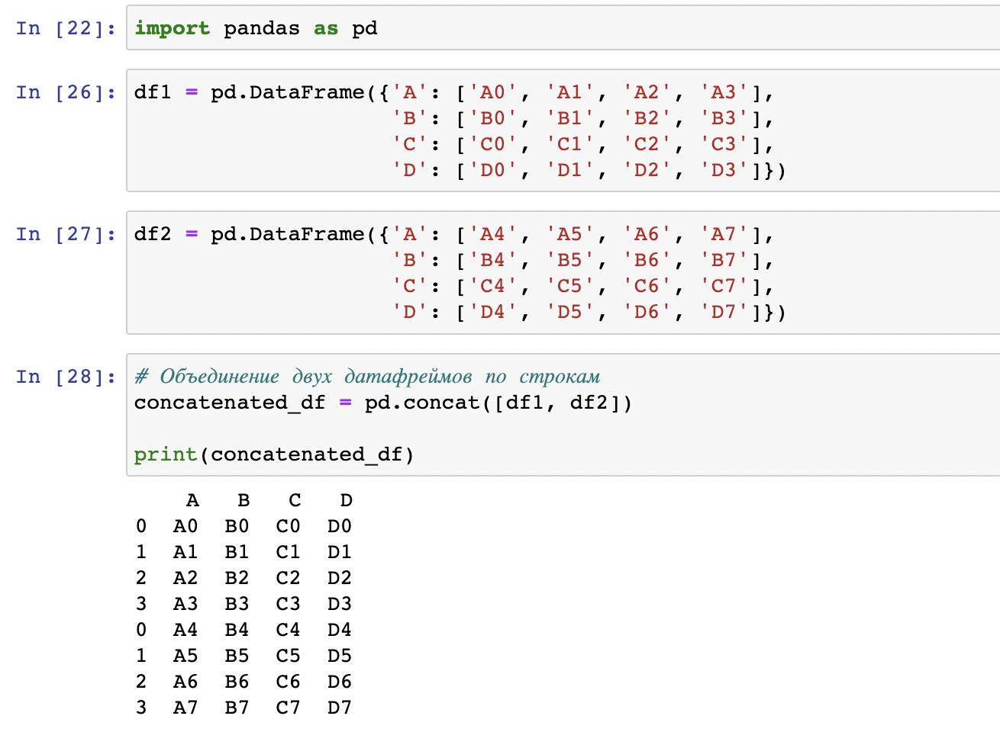 In [22]: import pandas as pd
In [26]: df1 = pd.DataFrame({'A': ['A0', 'A1', 'A2', 'A3'],
'B': ['B0', 'B1', 'B2', 'B3'],
'C': ['C0', 'C1', 'C2', 'C3'],
'D': ['D0', 'D1', 'D2', 'D3']})
In [27]: df2 = pd.DataFrame({'A': ['A4', 'A5', 'A6', 'A7'],
'B': ['B4', 'B5', 'B6', 'B7'],
'C': ['C4', 'C5', 'C6', 'C7'],
'D': ['D4', 'D5', 'D6', 'D7']})
In [28]: # Объединение двух датафреймов по строкам
concatenated_df = pd.concat([df1, df2])
print(concatenated_df)
A B C D
0 A0 B0 C0 D0
1 A1 B1 C1 D1
2 A2 B2 C2 D2
3 A3 B3 C3 D3
0 A4 B4 C4 D4
1 A5 B5 C5 D5
2 A6 B6 C6 D6
3 A7 B7 C7 D7